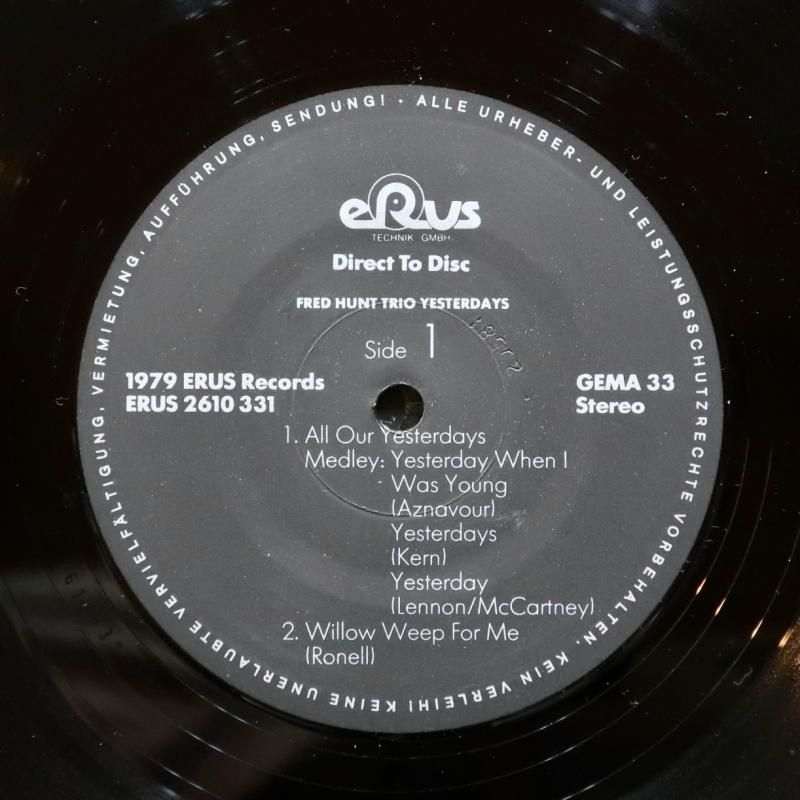 ALLE URHEBER- UND LEISTUNGSSCHUTZRECHTE VORBEHALTEN. KEIN VERLEIH! KEINE UNERLAUBTE VERVIELFÄLTIGUNG, VERMIETUNG, AUFFÜHRUNG, SENDUNG! ·
eRus
TECHNIK GMBH.
Direct To Disc
FRED HUNT TRIO YESTERDAYS
Side 1
1979 ERUS Records
ERUS 2610 331
GEMA 33
Stereo
1. All Our Yesterdays
Medley: Yesterday When I
Was Young
(Aznavour)
Yesterdays
(Kern)
Yesterday
(Lennon/McCartney)
2. Willow Weep For Me
(Ronell)